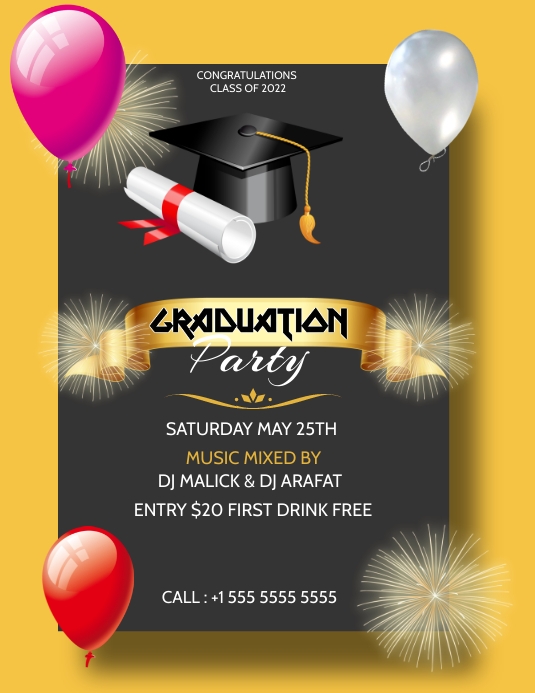 CONGRATULATIONS
CLASS OF 2022
GRADUATION
Party
SATURDAY MAY 25TH
MUSIC MIXED BY
DJ MALICK & DJ ARAFAT
ENTRY $20 FIRST DRINK FREE
CALL : +1 555 5555 5555